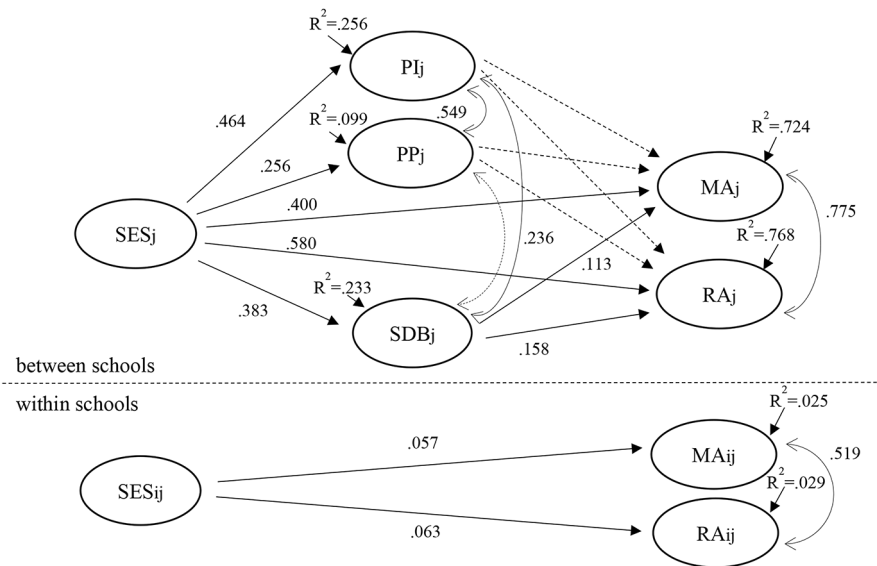 R²=.256
PIj
.464
R²=.099
.549
PPj
.256
R²=.724
MAj
.400
SESj
.775
.580
.236
R²=.768
.113
R²=.233
RAj
.383
SDBj
.158
between schools
within schools
R²=.025
.057
MAij
.519
SESij
R²=.029
.063
RAij